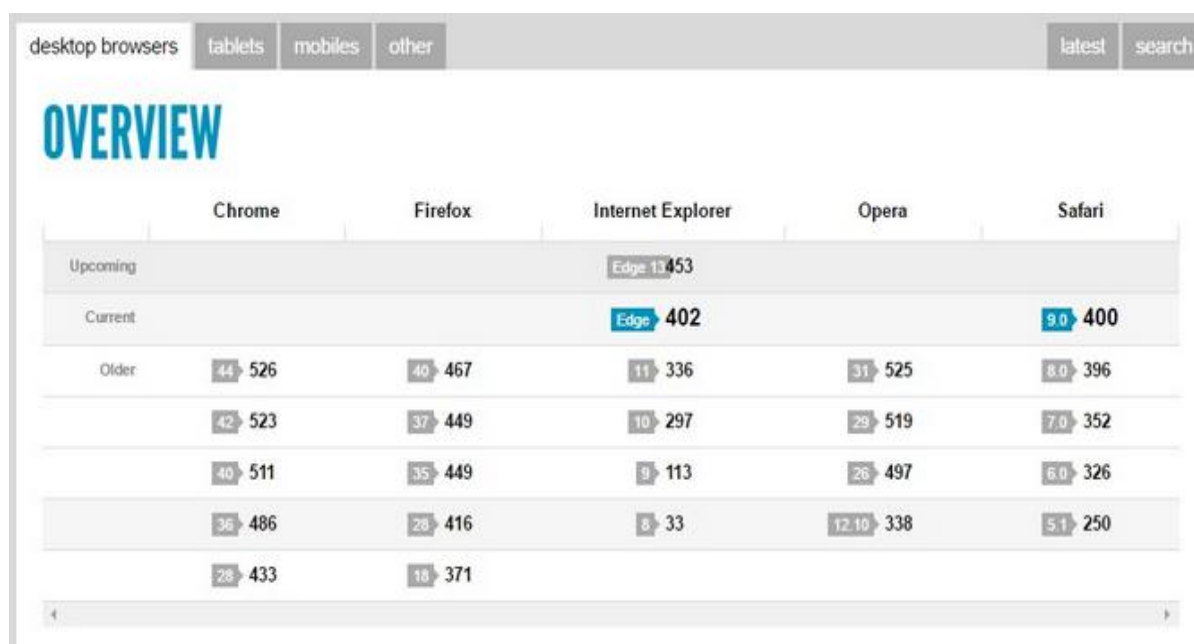 desktop browsers tablets mobiles other latest search
OVERVIEW
Chrome Firefox Internet Explorer Opera Safari
Upcoming Edge 13 453
Current Edge 402 9.0 400
Older 44 526 40 467 11 336 31 525 8.0 396
42 523 37 449 10 297 29 519 7.0 352
40 511 35 449 9 113 26 497 6.0 326
36 486 28 416 8 33 12.10 338 5.1 250
28 433 18 371